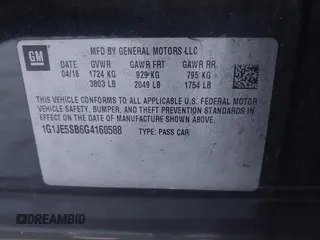 GM
MFD BY GENERAL MOTORS LLC
DATE GVWR GAWR FRT GAWR RR
04/16 1724 KG 929 KG 795 KG
3803 LB 2049 LB 1754 LB
THIS VEHICLE CONFORMS TO ALL APPLICABLE U.S. FEDERAL MOTOR
VEHICLE SAFETY, BUMPER, AND THEFT PREVENTION STANDARDS
IN EFFECT ON THE DATE OF MANUFACTURE SHOWN ABOVE.
1G1JE5SB6G4160588 TYPE: PASS CAR
BIDINFO.COM